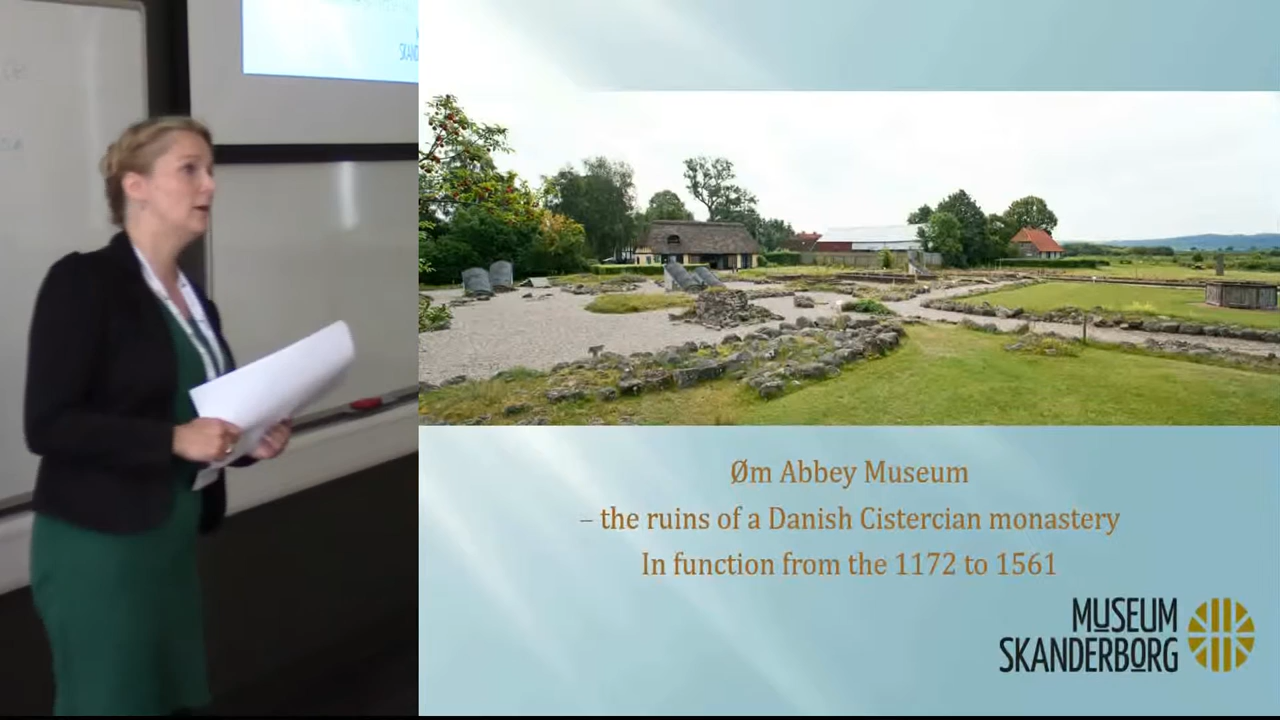 Øm Abbey Museum
– the ruins of a Danish Cistercian monastery
In function from the 1172 to 1561
MUSEUM
SKANDERBORG